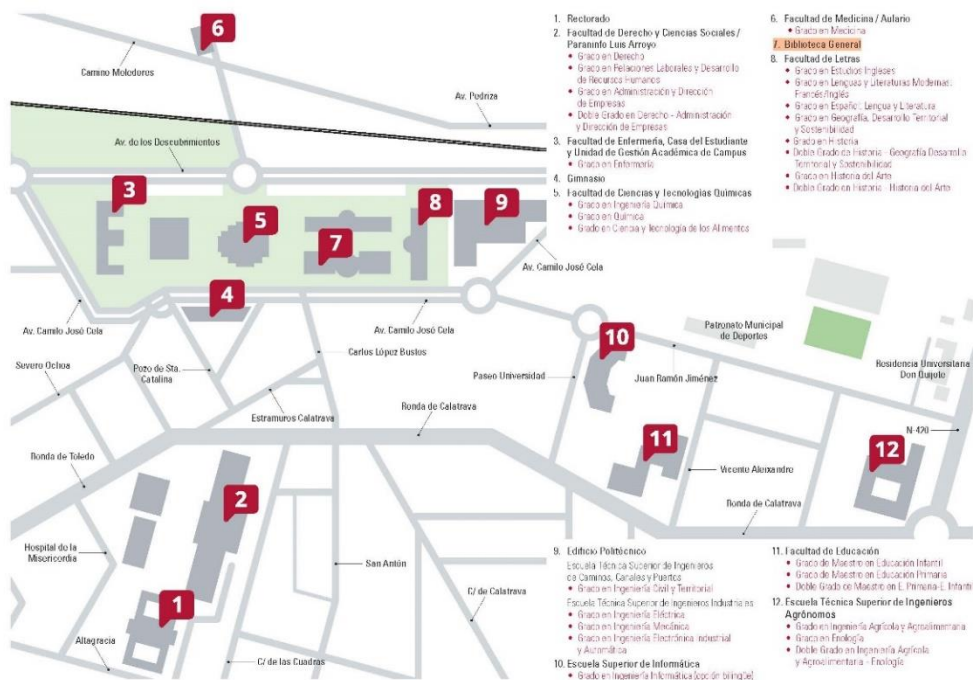 1. Rectorado
2. Facultad de Derecho y Ciencias Sociales /
Paraninfo Luis Arroyo
• Grado en Derecho
• Grado en Relaciones Laborales y Desarrollo
de Recursos Humanos
• Grado en Administración y Dirección
de Empresas
• Doble Grado en Derecho - Administración
y Dirección de Empresas
3. Facultad de Enfermería, Casa del Estudiante
y Unidad de Gestión Académica de Campus
• Grado en Enfermería
4. Gimnasio
5. Facultad de Ciencias y Tecnologías Químicas
• Grado en Ingeniería Química
• Grado en Química
• Grado en Ciencia y Tecnología de los Alimentos
6. Facultad de Medicina / Aulario
• Grado en Medicina
7. Biblioteca General
8. Facultad de Letras
• Grado en Estudios Ingleses
• Grado en Lenguas y Literaturas Modernas:
Francés/Inglés
• Grado en Español: Lengua y Literatura
• Grado en Geografía, Desarrollo Territorial
y Sostenibilidad
• Grado en Historia
• Doble Grado de Historia - Geografía Desarrollo
Territorial y Sostenibilidad
• Grado en Historia del Arte
• Doble Grado en Historia - Historia del Arte
6
Camino Moledores
Av. Pedriza
Av. de los Descubrimientos
3
5
7
8
9
4
Av. Camilo José Cela
Av. Camilo José Cela
Av. Camilo José Cela
Carlos López Bustos
Severo Ochoa
Pozo de Sta.
Catalina
Estramuros Calatrava
Ronda de Calatrava
Paseo Universidad
10
Juan Ramón Jiménez
Patronato Municipal
de Deportes
Residencia Universitaria
Don Quijote
N-420
11
12
Vicente Aleixandre
Ronda de Calatrava
Ronda de Toledo
2
Hospital de la
Misericordia
San Antón
C/ de Calatrava
1
Altagracia
C/ de las Cuadras
9. Edificio Politécnico
Escuela Técnica Superior de Ingenieros
de Caminos, Canales y Puertos
• Grado en Ingeniería Civil y Territorial
Escuela Técnica Superior de Ingenieros Industriales
• Grado en Ingeniería Eléctrica
• Grado en Ingeniería Mecánica
• Grado en Ingeniería Electrónica Industrial
y Automática
10. Escuela Superior de Informática
• Grado en Ingeniería Informática (opción bilingüe)
11. Facultad de Educación
• Grado de Maestro en Educación Infantil
• Grado de Maestro en Educación Primaria
• Doble Grado de Maestro en E. Primaria-E. Infantil
12. Escuela Técnica Superior de Ingenieros
Agrónomos
• Grado en Ingeniería Agrícola y Agroalimentaria
• Grado en Enología
• Doble Grado en Ingeniería Agrícola
y Agroalimentaria - Enología